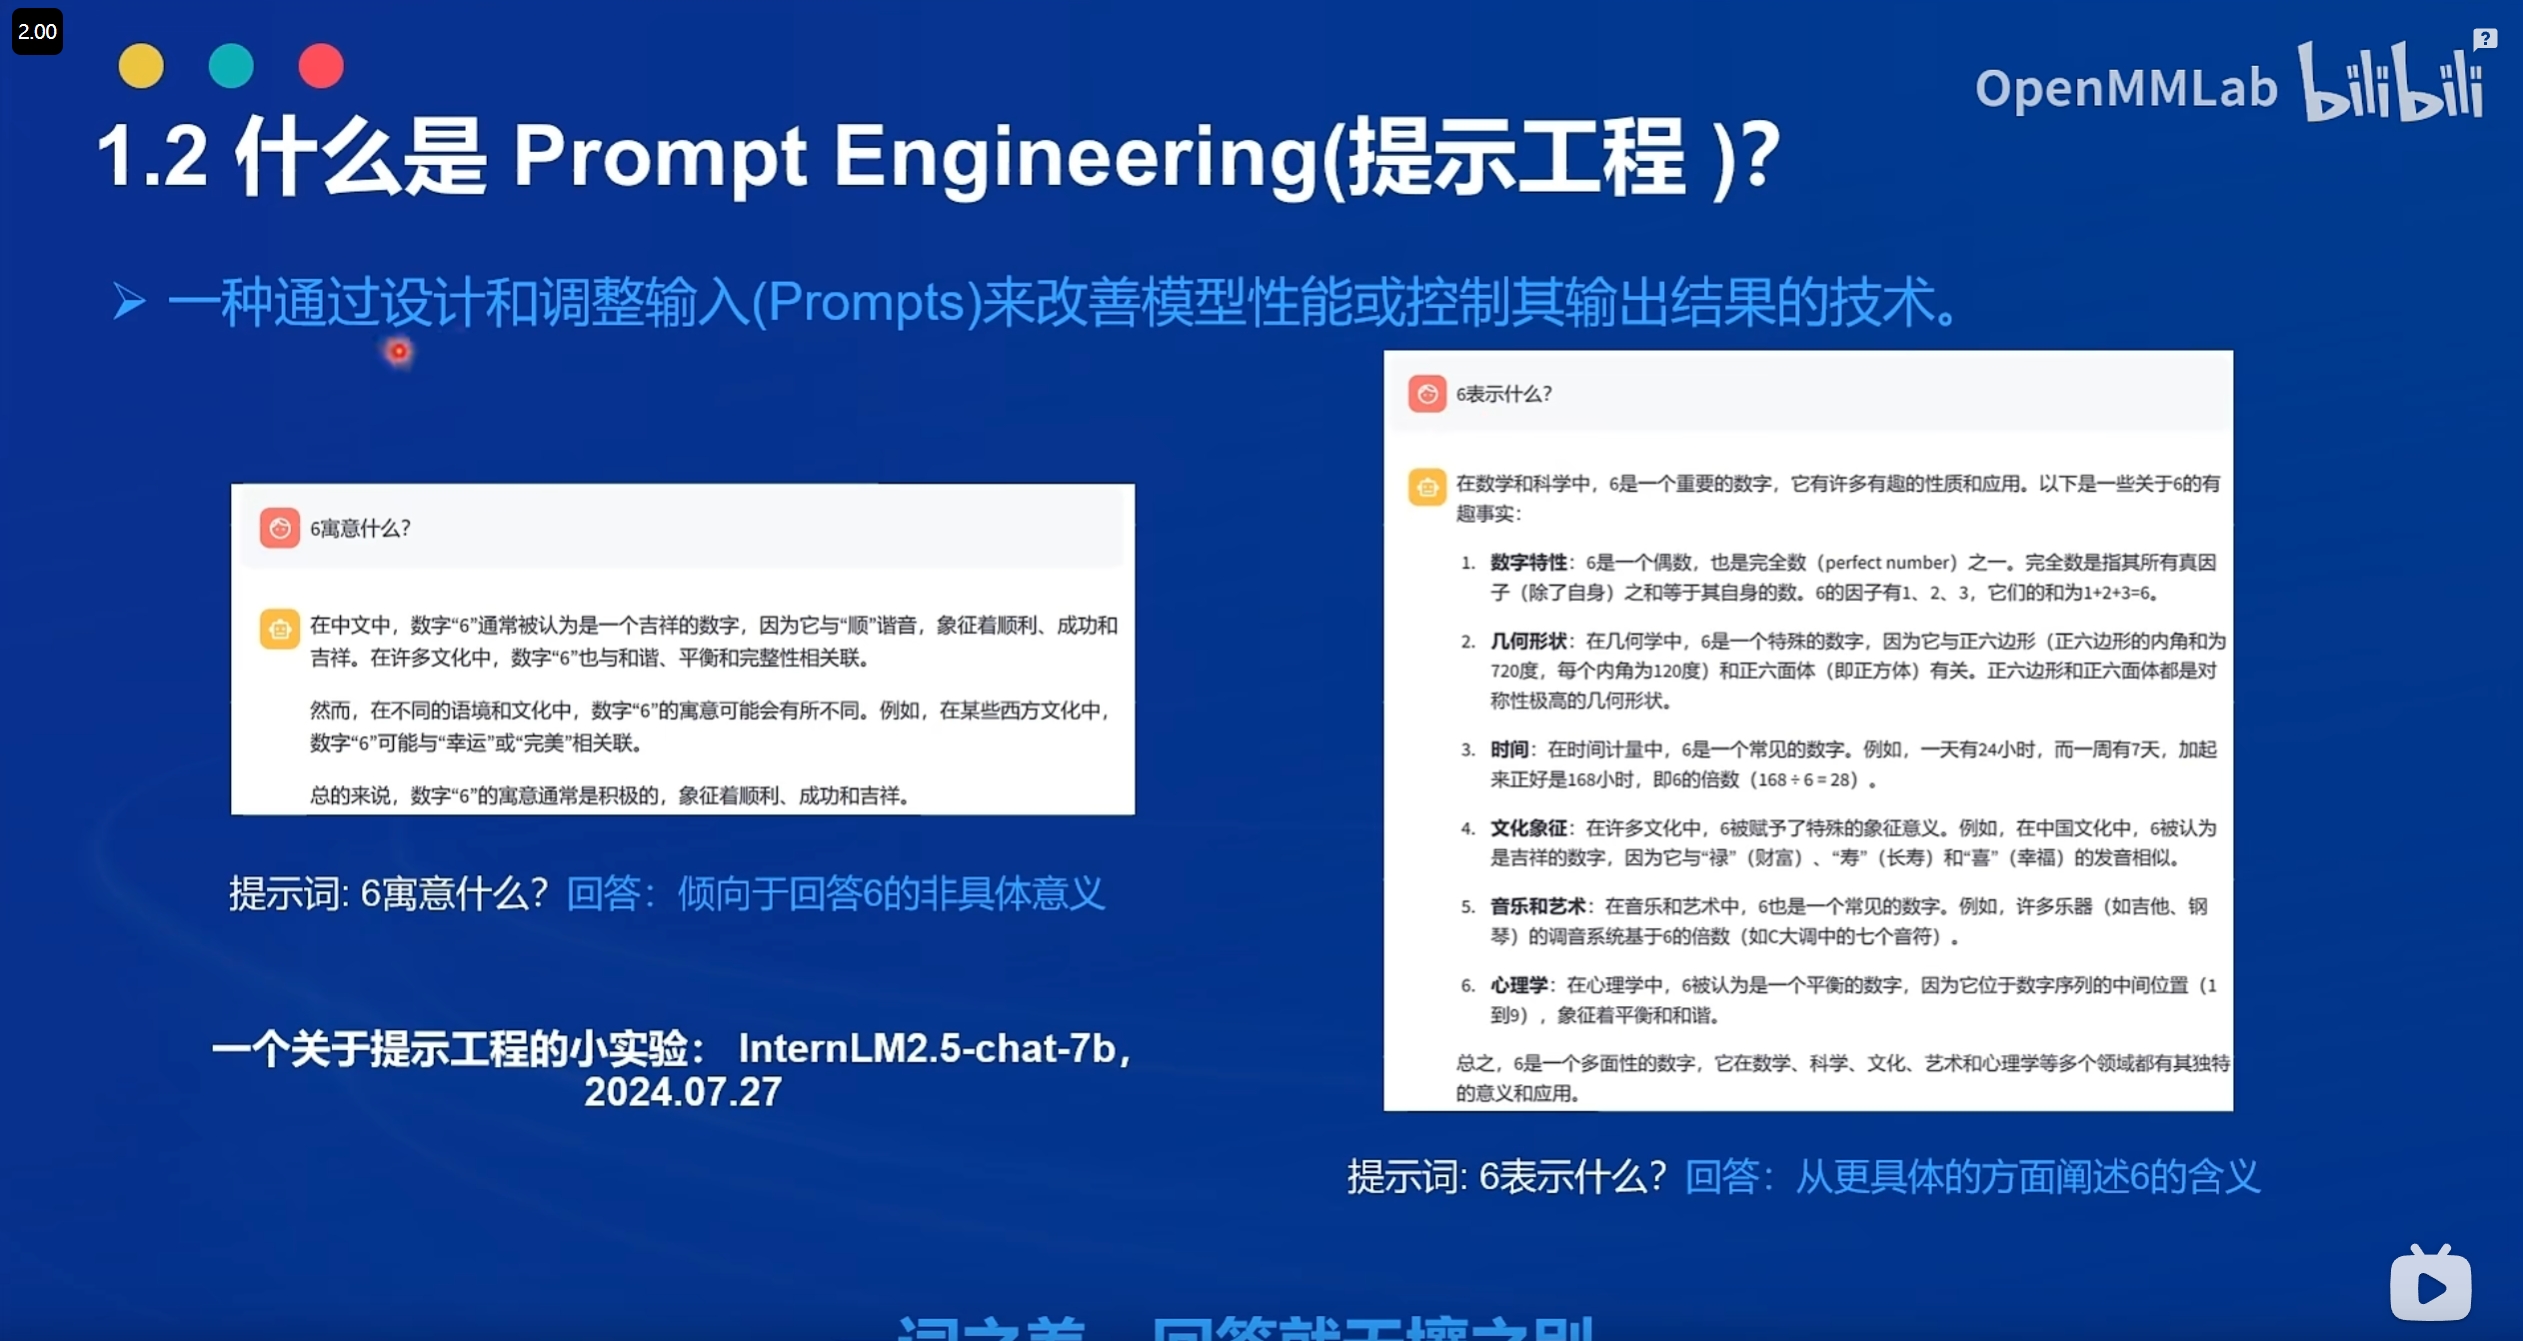 2.00
OpenMMLab bilibili
1.2 什么是 Prompt Engineering(提示工程 )?
➢ 一种通过设计和调整输入(Prompts)来改善模型性能或控制其输出结果的技术。
6寓意什么？
在中文中，数字“6”通常被认为是一个吉祥的数字，因为它与“顺”谐音，象征着顺利、成功和
吉祥。在许多文化中，数字“6”也与和谐、平衡和完整性相关联。
然而，在不同的语境和文化中，数字“6”的寓意可能会有所不同。例如，在某些西方文化中，
数字“6”可能与“幸运”或“完美”相关联。
总的来说，数字“6”的寓意通常是积极的，象征着顺利、成功和吉祥。
提示词: 6寓意什么？回答：倾向于回答6的非具体意义
一个关于提示工程的小实验： InternLM2.5-chat-7b，
2024.07.27
6表示什么？
在数学和科学中，6是一个重要的数字，它有许多有趣的性质和应用。以下是一些关于6的有
趣事实：
1. 数字特性：6是一个偶数，也是完全数（perfect number）之一。完全数是指其所有真因
子（除了自身）之和等于其自身的数。6的因子有1、2、3，它们的和为1+2+3=6。
2. 几何形状：在几何学中，6是一个特殊的数字，因为它与正六边形（正六边形的内角和为
720度，每个内角为120度）和正六面体（即正方体）有关。正六边形和正六面体都是对
称性极高的几何形状。
3. 时间：在时间计量中，6是一个常见的数字。例如，一天有24小时，而一周有7天，加起
来正好是168小时，即6的倍数（168 ÷ 6 = 28）。
4. 文化象征：在许多文化中，6被赋予了特殊的象征意义。例如，在中国文化中，6被认为
是吉祥的数字，因为它与“禄”（财富）、“寿”（长寿）和“喜”（幸福）的发音相似。
5. 音乐和艺术：在音乐和艺术中，6也是一个常见的数字。例如，许多乐器（如吉他、钢
琴）的调音系统基于6的倍数（如C大调中的七个音符）。
6. 心理学：在心理学中，6被认为是一个平衡的数字，因为它位于数字序列的中间位置（1
到9），象征着平衡和和谐。
总之，6是一个多面性的数字，它在数学、科学、文化、艺术和心理学等多个领域都有其独特
的意义和应用。
提示词: 6表示什么？回答：从更具体的方面阐述6的含义
词之差，回答就天壤之别